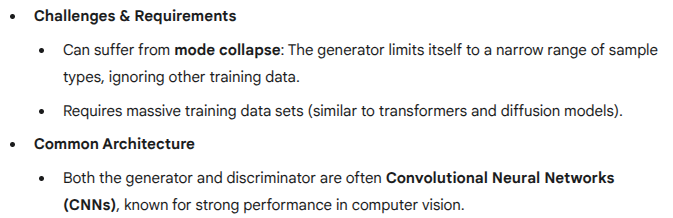 Challenges & Requirements
Can suffer from mode collapse: The generator limits itself to a narrow range of sample
types, ignoring other training data.
Requires massive training data sets (similar to transformers and diffusion models).
Common Architecture
Both the generator and discriminator are often Convolutional Neural Networks
(CNNs), known for strong performance in computer vision.